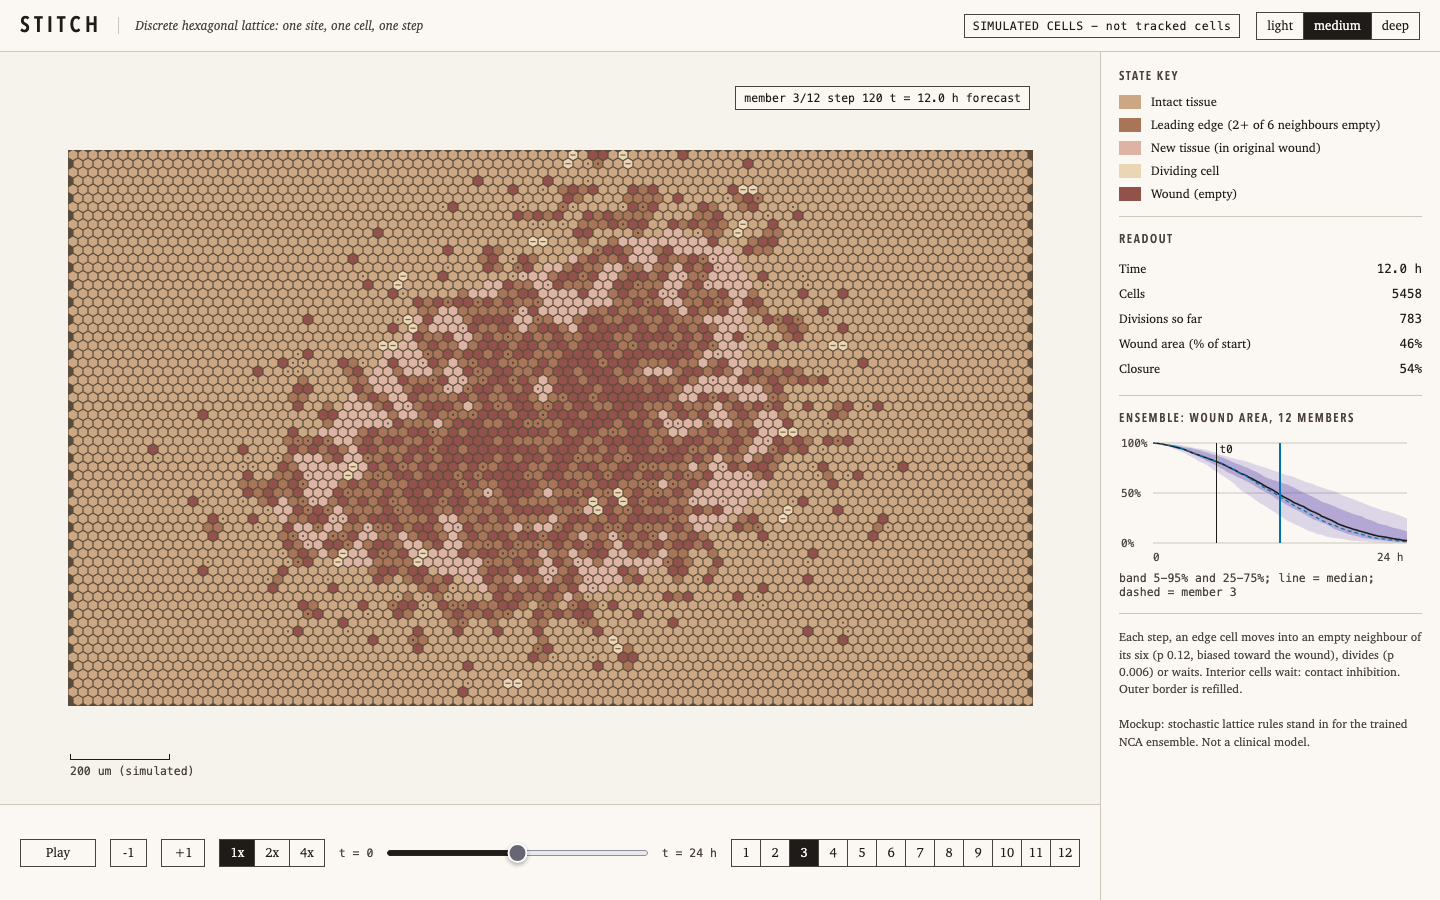 STITCH
Discrete hexagonal lattice: one site, one cell, one step
SIMULATED CELLS – not tracked cells
light medium deep
member 3/12 step 120 t = 12.0 h forecast
200 um (simulated)
Play -1 +1 1x 2x 4x t = 0 t = 24 h 1 2 3 4 5 6 7 8 9 10 11 12
STATE KEY
Intact tissue
Leading edge (2+ of 6 neighbours empty)
New tissue (in original wound)
Dividing cell
Wound (empty)
READOUT
Time 12.0 h
Cells 5458
Divisions so far 783
Wound area (% of start) 46%
Closure 54%
ENSEMBLE: WOUND AREA, 12 MEMBERS
100%
t0
50%
0%
0 24 h
band 5–95% and 25–75%; line = median;
dashed = member 3
Each step, an edge cell moves into an empty neighbour of
its six (p 0.12, biased toward the wound), divides (p
0.006) or waits. Interior cells wait: contact inhibition.
Outer border is refilled.
Mockup: stochastic lattice rules stand in for the trained
NCA ensemble. Not a clinical model.